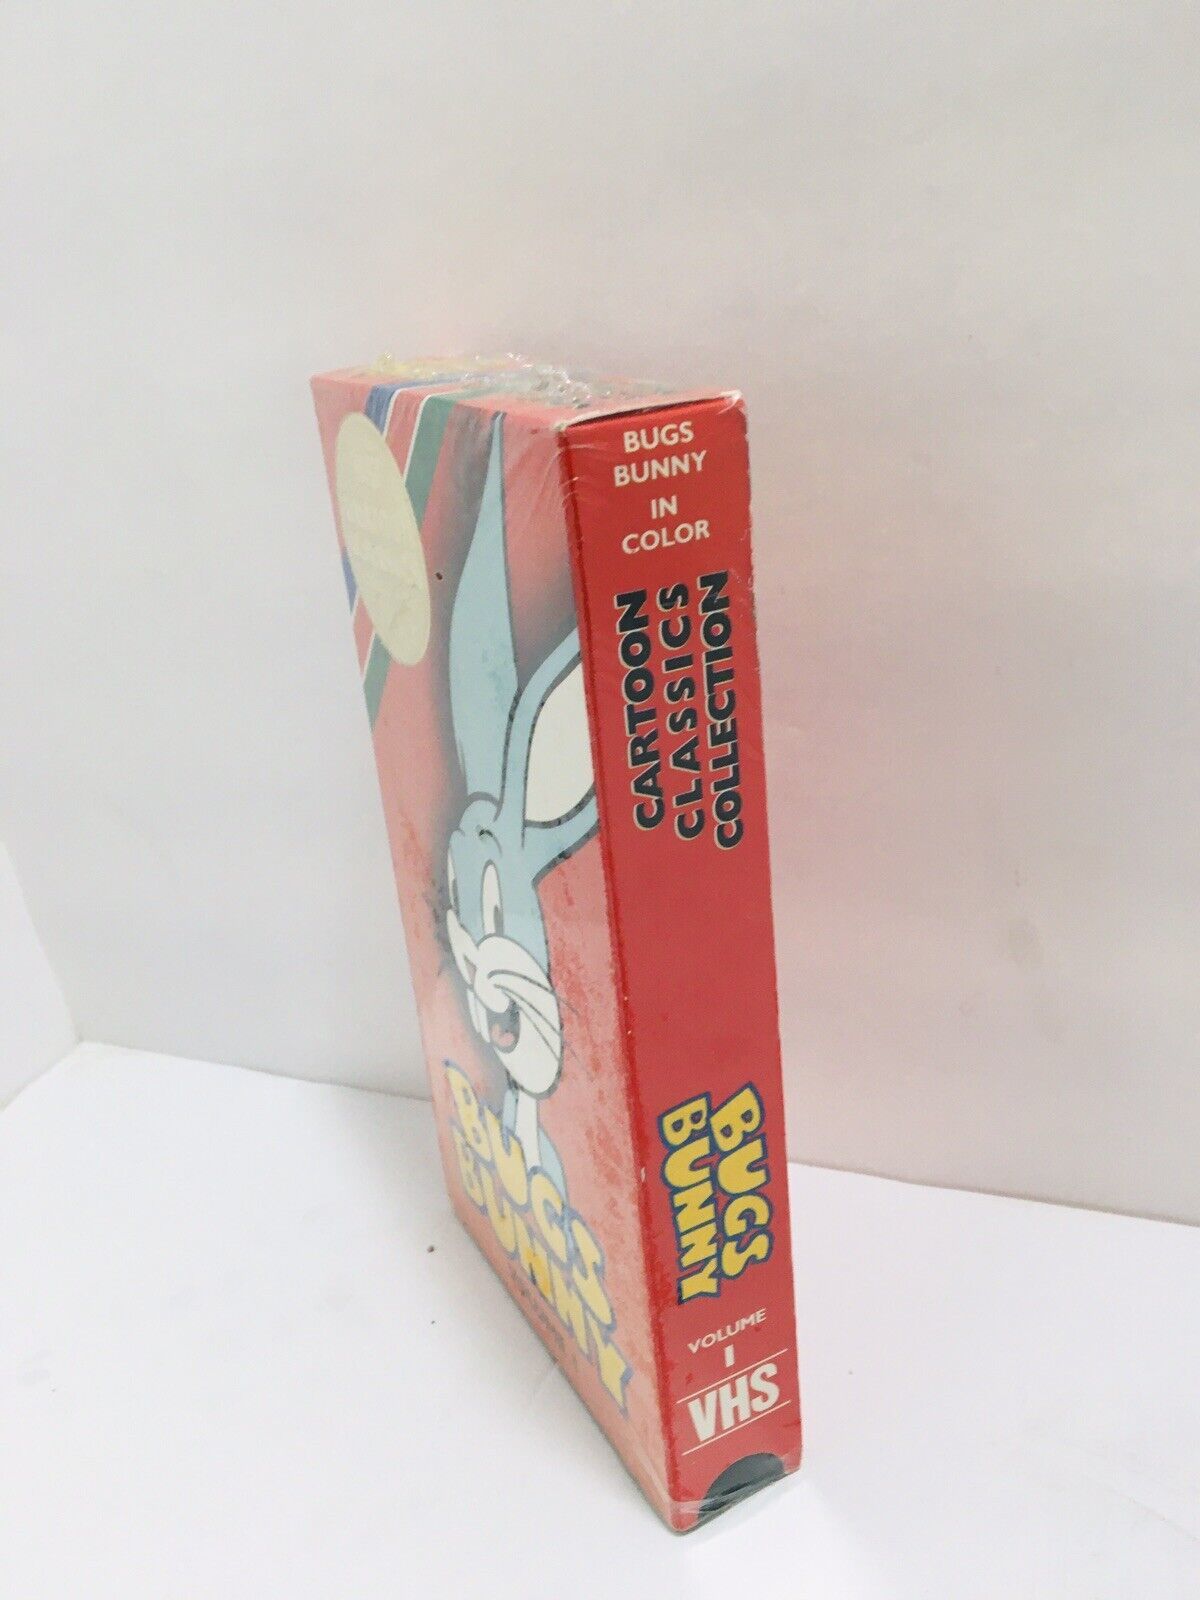 BUGS
BUNNY
IN
COLOR
CARTOON
CLASSICS
COLLECTION
BUGS
BUNNY
VOLUME
1
VHS
BUGS
BUNNY